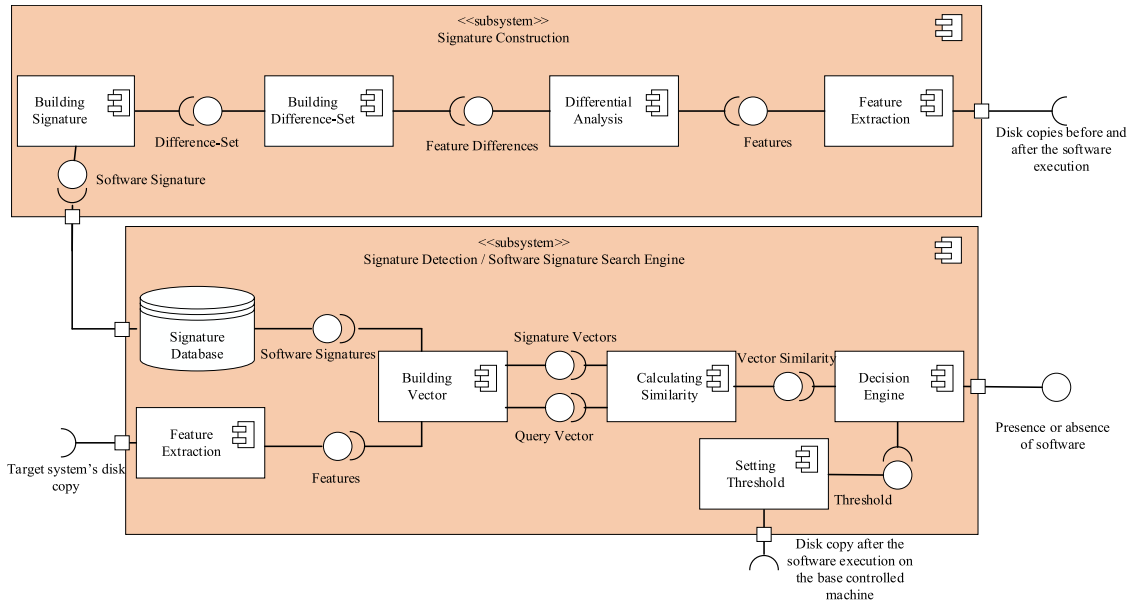 <<subsystem>>
Signature Construction
Building
Signature
Building
Difference-Set
Differential
Analysis
Feature
Extraction
Difference-Set
Feature Differences
Features
Disk copies before and
after the software
execution
Software Signature
<<subsystem>>
Signature Detection / Software Signature Search Engine
Signature
Database
Software Signatures
Building
Vector
Signature Vectors
Query Vector
Calculating
Similarity
Vector Similarity
Decision
Engine
Presence or absence
of software
Target system's disk
copy
Feature
Extraction
Features
Setting
Threshold
Threshold
Disk copy after the
software execution on
the base controlled
machine